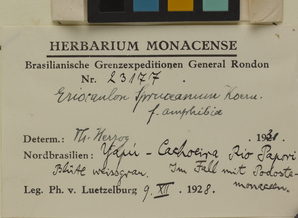 HERBARIUM MONACENSE
Brasilianische Grenzexpeditionen General Rondon
Nr. 23177.
Eriocaulon Spruceanum Koern.
f. amphibia
Determ.: Th. Herzog 1931.
Nordbrasilien: Yapú - Cachoeira, Rio Papori
Blüte weissgrau. Im Fall mit Podoste-
monaceen.
Leg. Ph. v. Luetzelburg 9. XII. 1928.